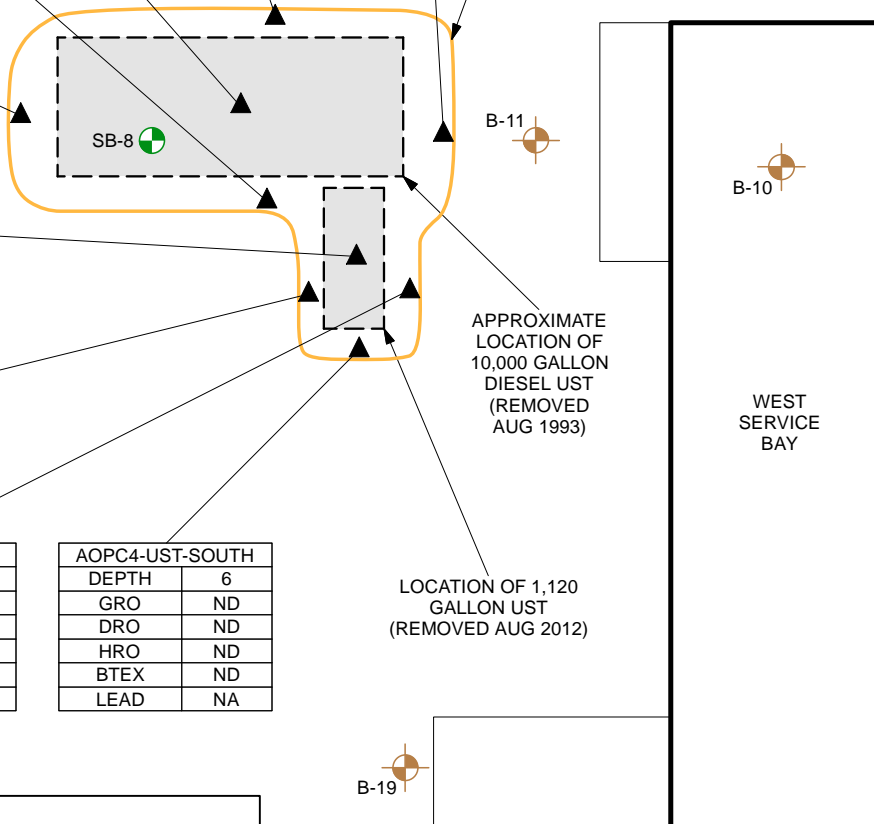 B-11
SB-8
B-10
APPROXIMATE
LOCATION OF
10,000 GALLON
DIESEL UST
(REMOVED
AUG 1993)
WEST
SERVICE
BAY
AOPC4-UST-SOUTH
DEPTH 6
GRO ND
DRO ND
HRO ND
BTEX ND
LEAD NA
LOCATION OF 1,120
GALLON UST
(REMOVED AUG 2012)
B-19